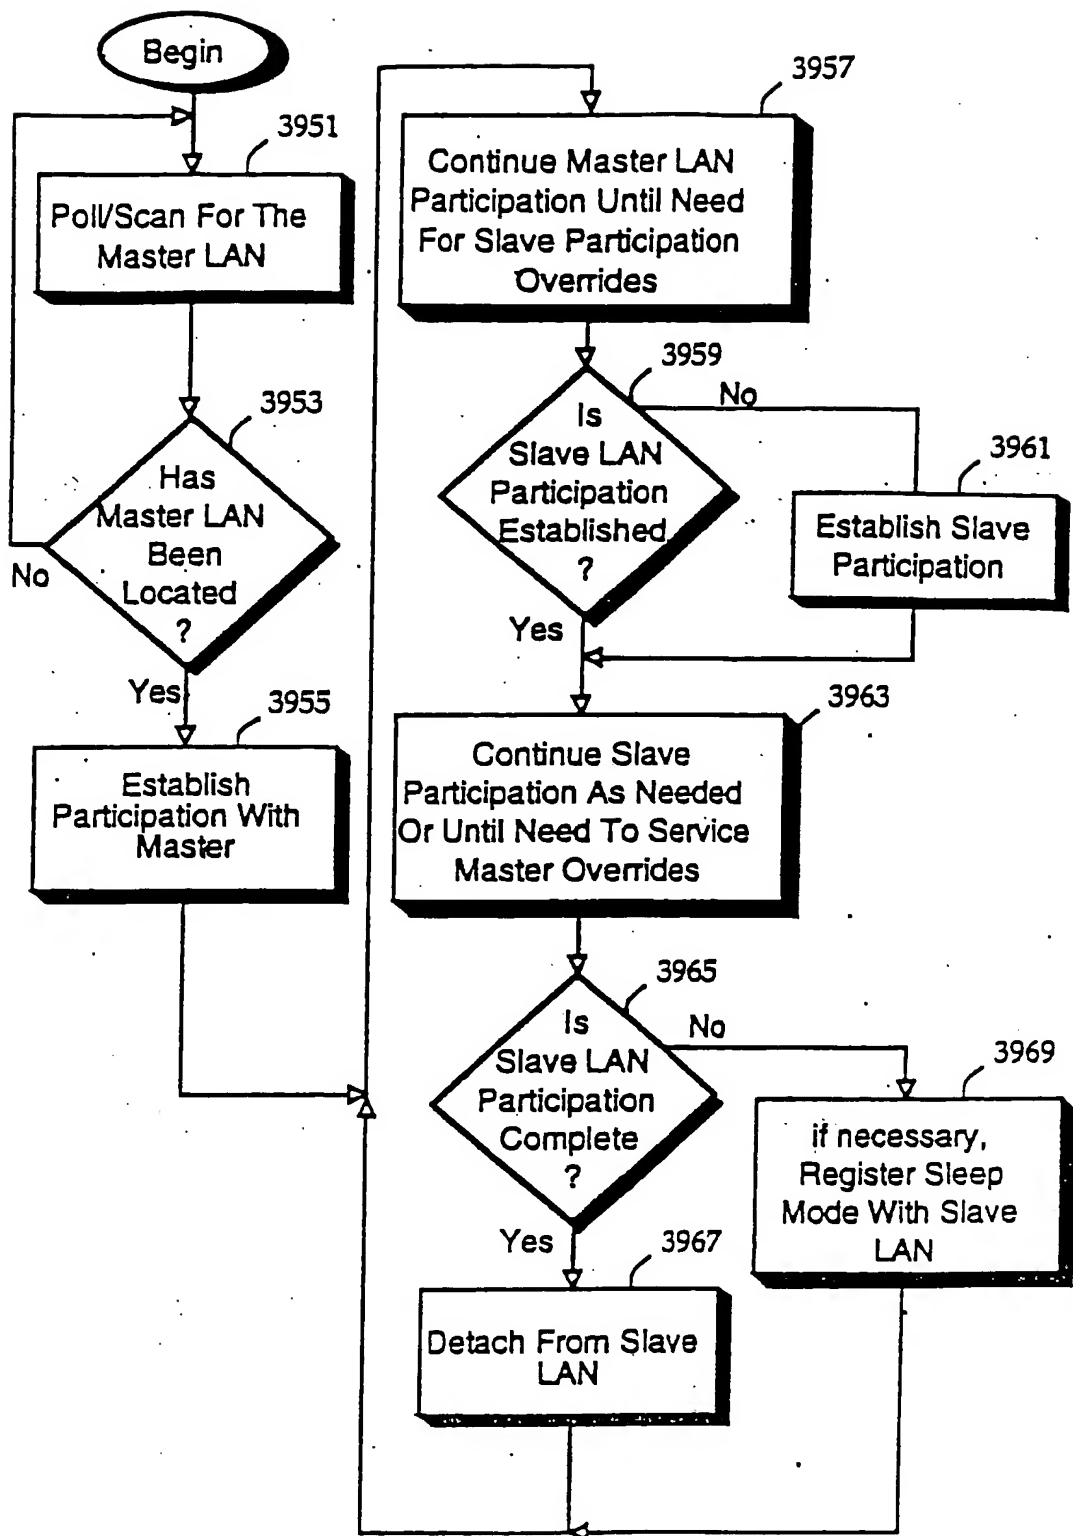 Begin
3951
Poll/Scan For The
Master LAN
3953
Has
Master LAN
Been
Located
?
No
Yes
3955
Establish
Participation With
Master
3957
Continue Master LAN
Participation Until Need
For Slave Participation
Overrides
3959
Is
Slave LAN
Participation
Established
?
No
Yes
3961
Establish Slave
Participation
3963
Continue Slave
Participation As Needed
Or Until Need To Service
Master Overrides
3965
Is
Slave LAN
Participation
Complete
?
No
Yes
3969
if necessary,
Register Sleep
Mode With Slave
LAN
3967
Detach From Slave
LAN